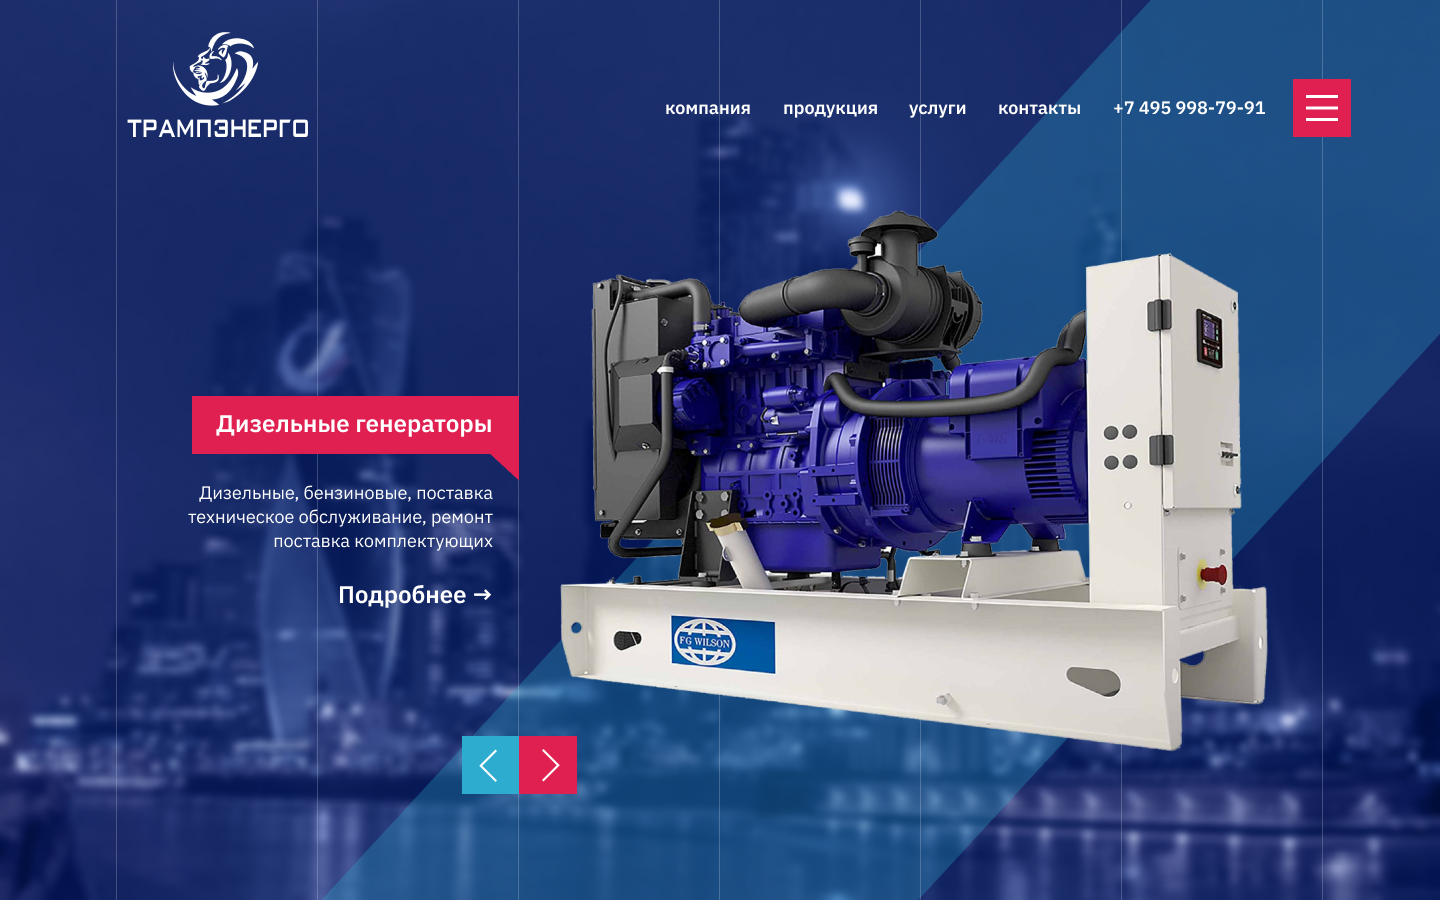 ТРАМПЭНЕРГО
компания продукция услуги контакты +7 495 998-79-91
Дизельные генераторы
Дизельные, бензиновые, поставка
техническое обслуживание, ремонт
поставка комплектующих
Подробнее →
FG WILSON